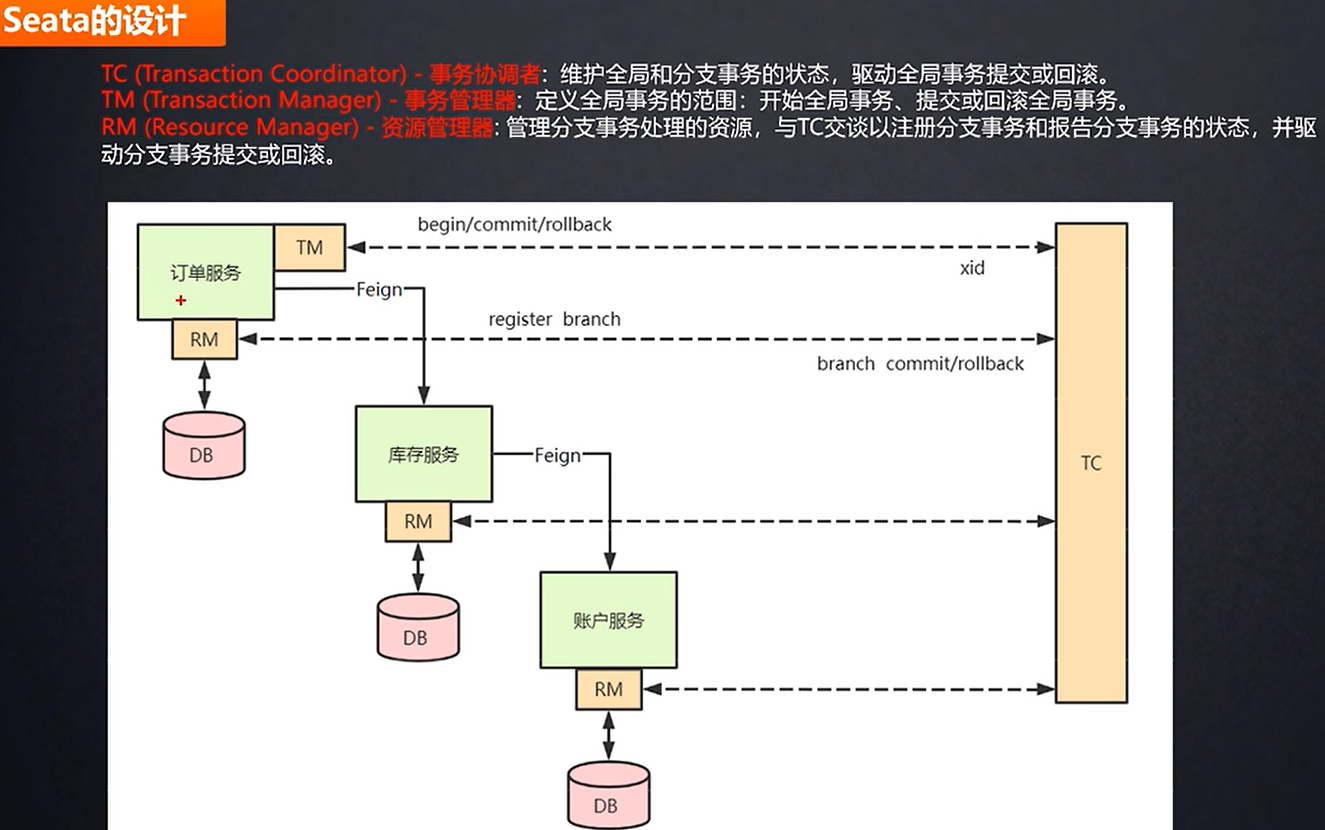 Seata的设计
TC (Transaction Coordinator) - 事务协调者：维护全局和分支事务的状态，驱动全局事务提交或回滚。
TM (Transaction Manager) - 事务管理器：定义全局事务的范围：开始全局事务、提交或回滚全局事务。
RM (Resource Manager) - 资源管理器: 管理分支事务处理的资源，与TC交谈以注册分支事务和报告分支事务的状态，并驱
动分支事务提交或回滚。
begin/commit/rollback
TM
xid
订单服务
Feign
register branch
RM
branch commit/rollback
DB
库存服务
Feign
TC
RM
账户服务
DB
RM
DB